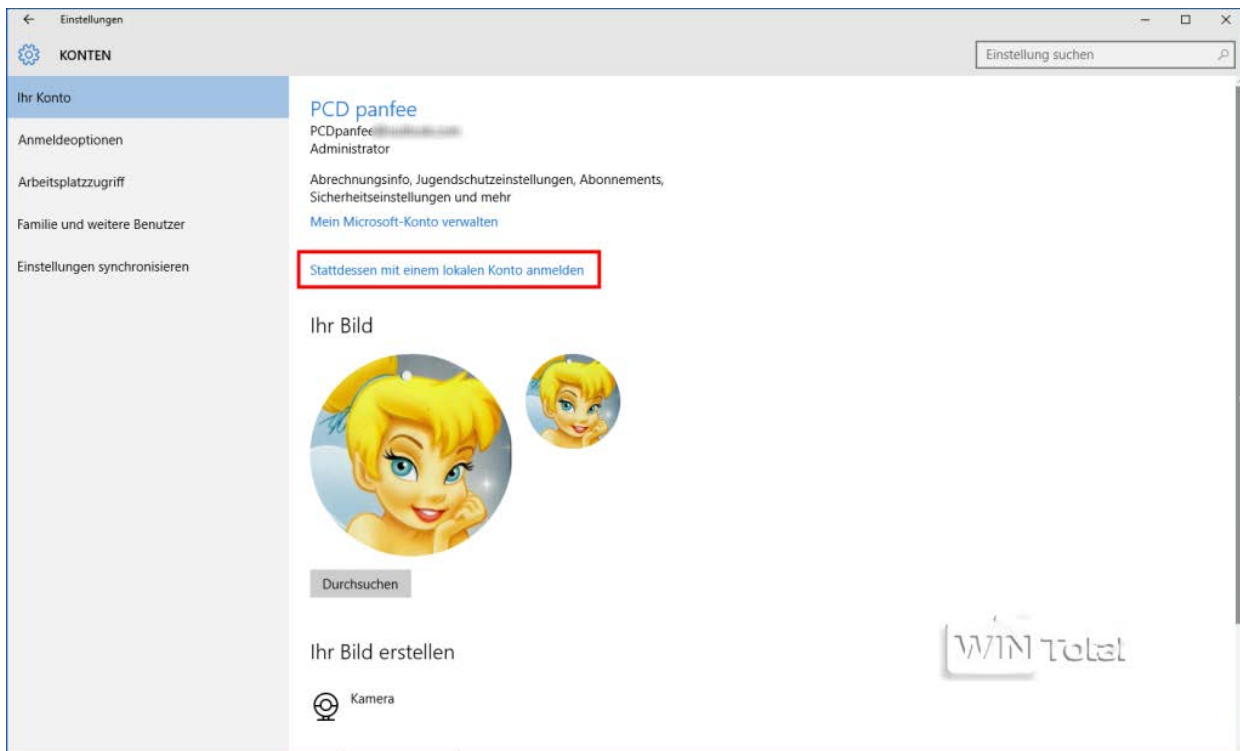 Einstellungen
KONTEN
Einstellung suchen
Ihr Konto
Anmeldeoptionen
Arbeitsplatzzugriff
Familie und weitere Benutzer
Einstellungen synchronisieren
PCD panfee
PCDpanfee
Administrator
Abrechnungsinfo, Jugendschutzeinstellungen, Abonnements,
Sicherheitseinstellungen und mehr
Mein Microsoft-Konto verwalten
Stattdessen mit einem lokalen Konto anmelden
Ihr Bild
Durchsuchen
Ihr Bild erstellen
Kamera
WIN Total